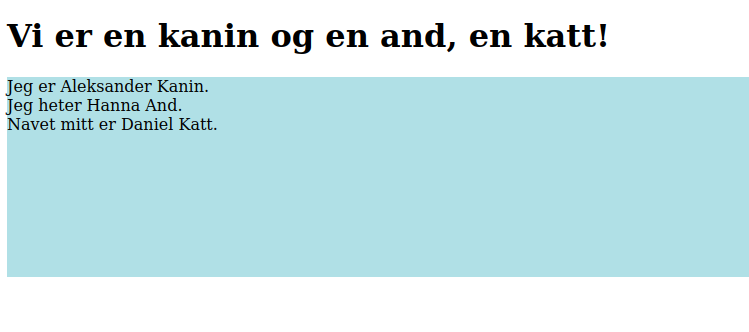 Vi er en kanin og en and, en katt!
Jeg er Aleksander Kanin.
Jeg heter Hanna And.
Navet mitt er Daniel Katt.